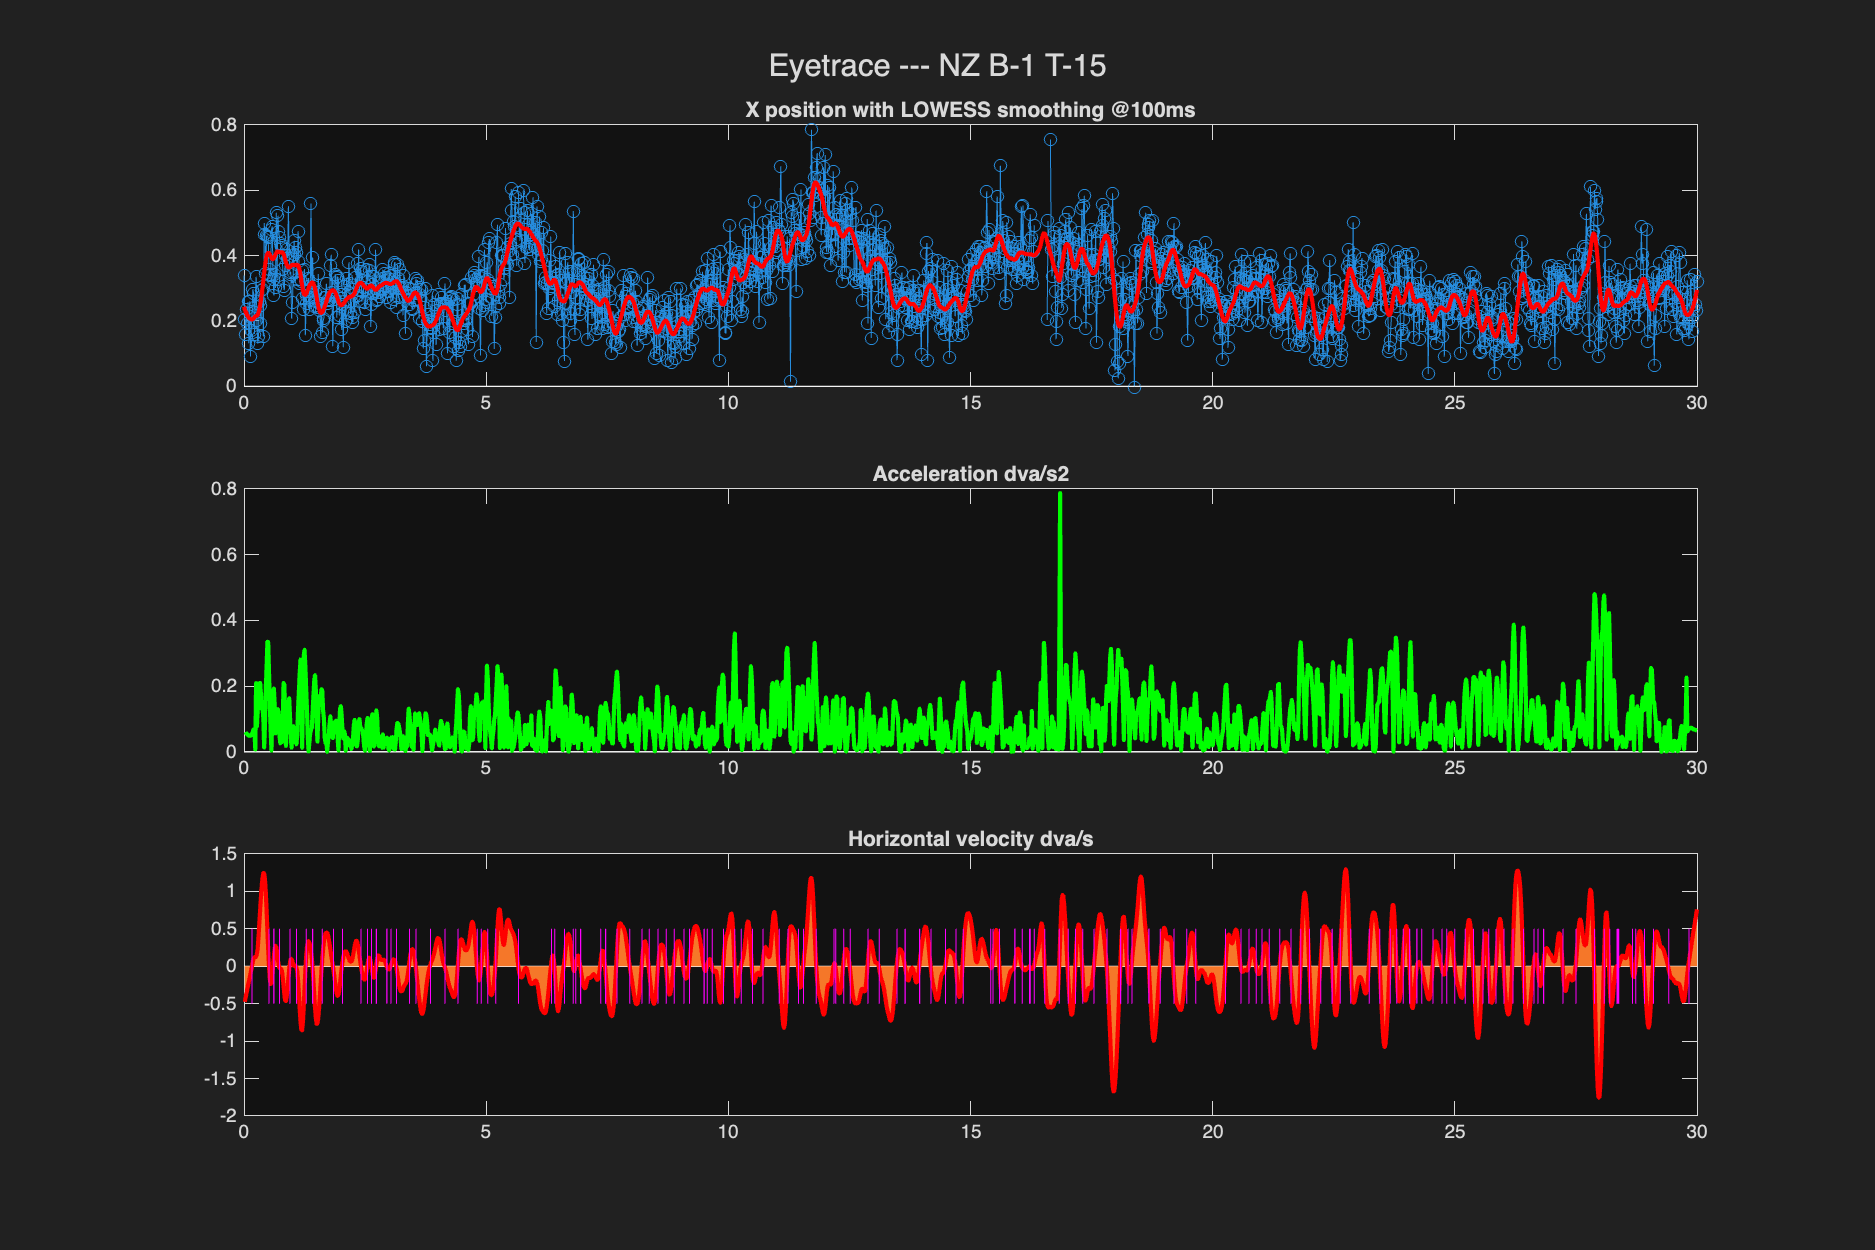 Eyetrace --- NZ B-1 T-15
X position with LOWESS smoothing @100ms
0.8
0.6
0.4
0.2
0
0 5 10 15 20 25 30
Acceleration dva/s2
0.8
0.6
0.4
0.2
0
0 5 10 15 20 25 30
Horizontal velocity dva/s
1.5
1
0.5
0
-0.5
-1
-1.5
-2
0 5 10 15 20 25 30